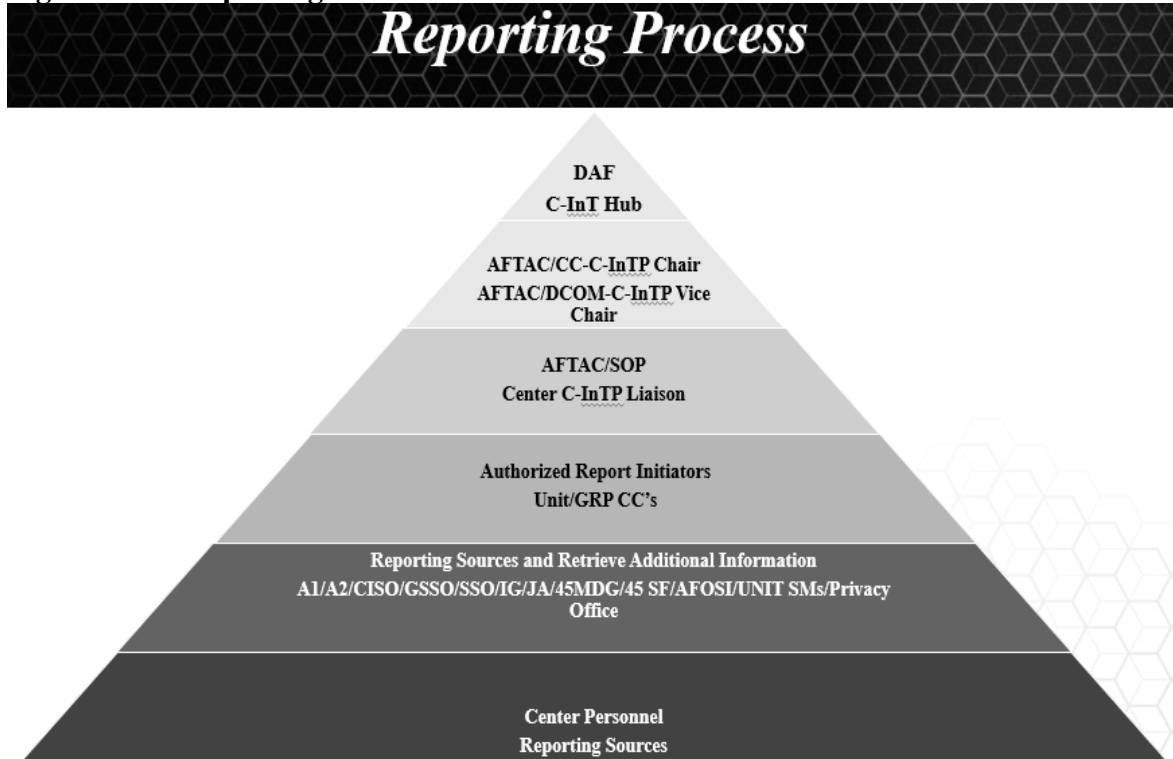 Reporting Process
DAF
C-InT Hub
AFTAC/CC-C-InTP Chair
AFTAC/DCOM-C-InTP Vice
Chair
AFTAC/SOP
Center C-InTP Liaison
Authorized Report Initiators
Unit/GRP CC's
Reporting Sources and Retrieve Additional Information
A1/A2/CISO/GSSO/SSO/IG/JA/45MDG/45 SF/AFOSI/UNIT SMs/Privacy
Office
Center Personnel
Reporting Sources